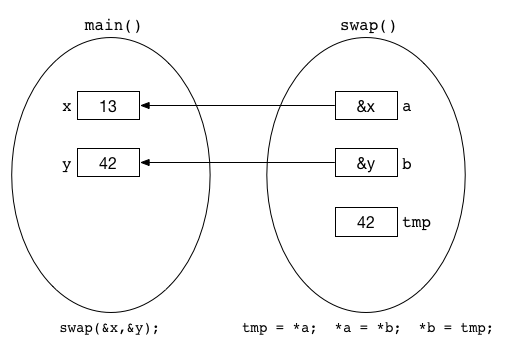 main() swap()
x 13 &x a
y 42 &y b
42 tmp
swap(&x,&y); tmp = *a; *a = *b; *b = tmp;